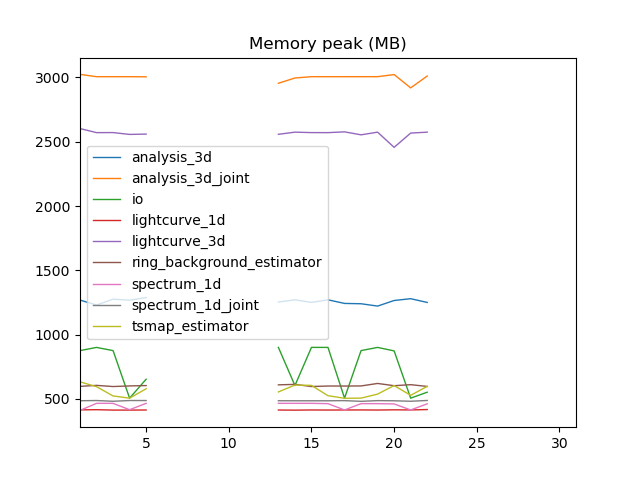 Memory peak (MB)
3000
2500
2000
1500
1000
500
analysis_3d
analysis_3d_joint
io
lightcurve_1d
lightcurve_3d
ring_background_estimator
spectrum_1d
spectrum_1d_joint
tsmap_estimator
5 10 15 20 25 30